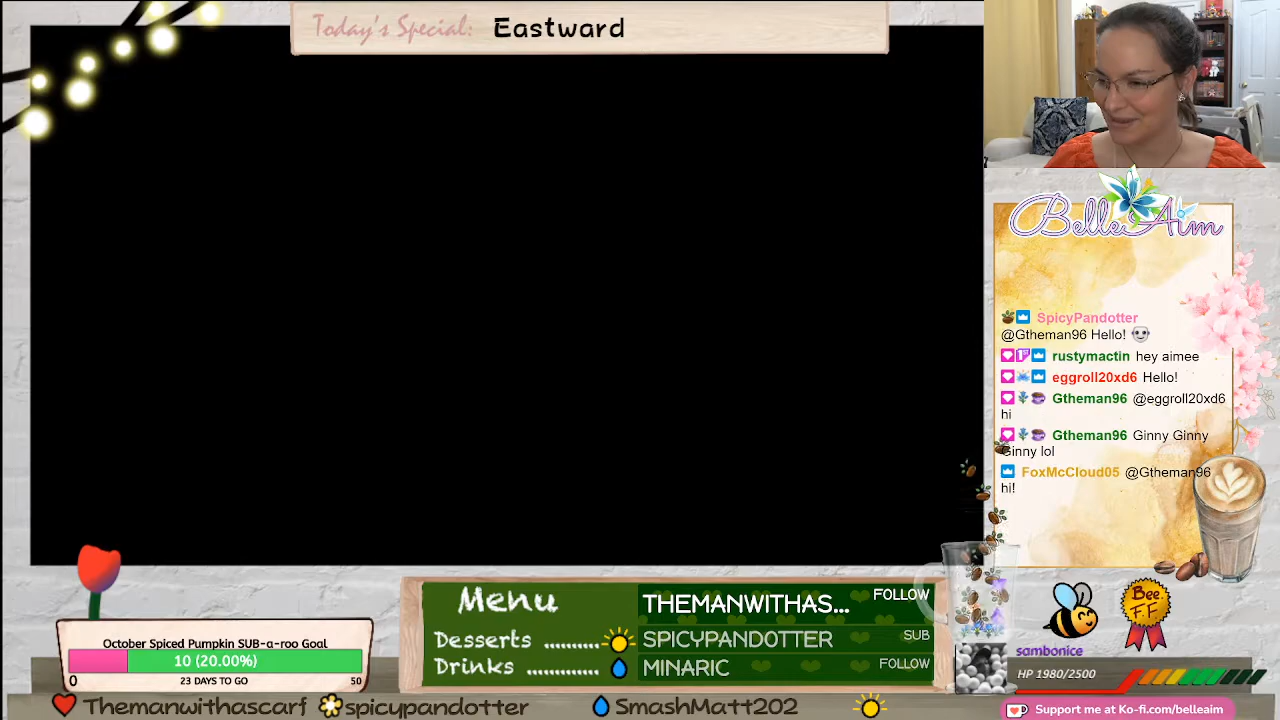 Today's Special: Eastward
BelleAim
SpicyPandotter
@Gtheman96 Hello!
rustymactin hey aimee
eggroll20xd6 Hello!
Gtheman96 @eggroll20xd6
hi
Gtheman96 Ginny Ginny
Ginny lol
FoxMcCloud05 @Gtheman96
hi!
October Spiced Pumpkin SUB-a-roo Goal
10 (20.00%)
0 23 DAYS TO GO 50
Menu
Desserts ..........
Drinks .............
THEMANWITHAS... FOLLOW
SPICYPANDOTTER SUB
MINARIC FOLLOW
Bee
F.F.
sambonice
HP 1980/2500
Themanwithascarf spicypandotter SmashMatt202
Support me at Ko-fi.com/belleaim